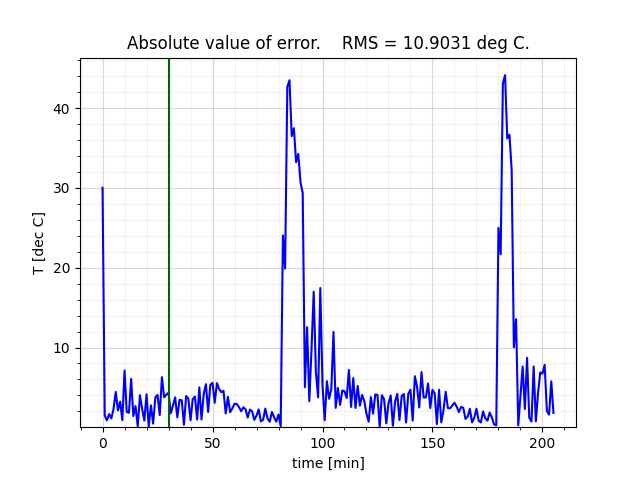 Absolute value of error. RMS = 10.9031 deg C.
T [dec C]
40
30
20
10
0 50 100 150 200
time [min]